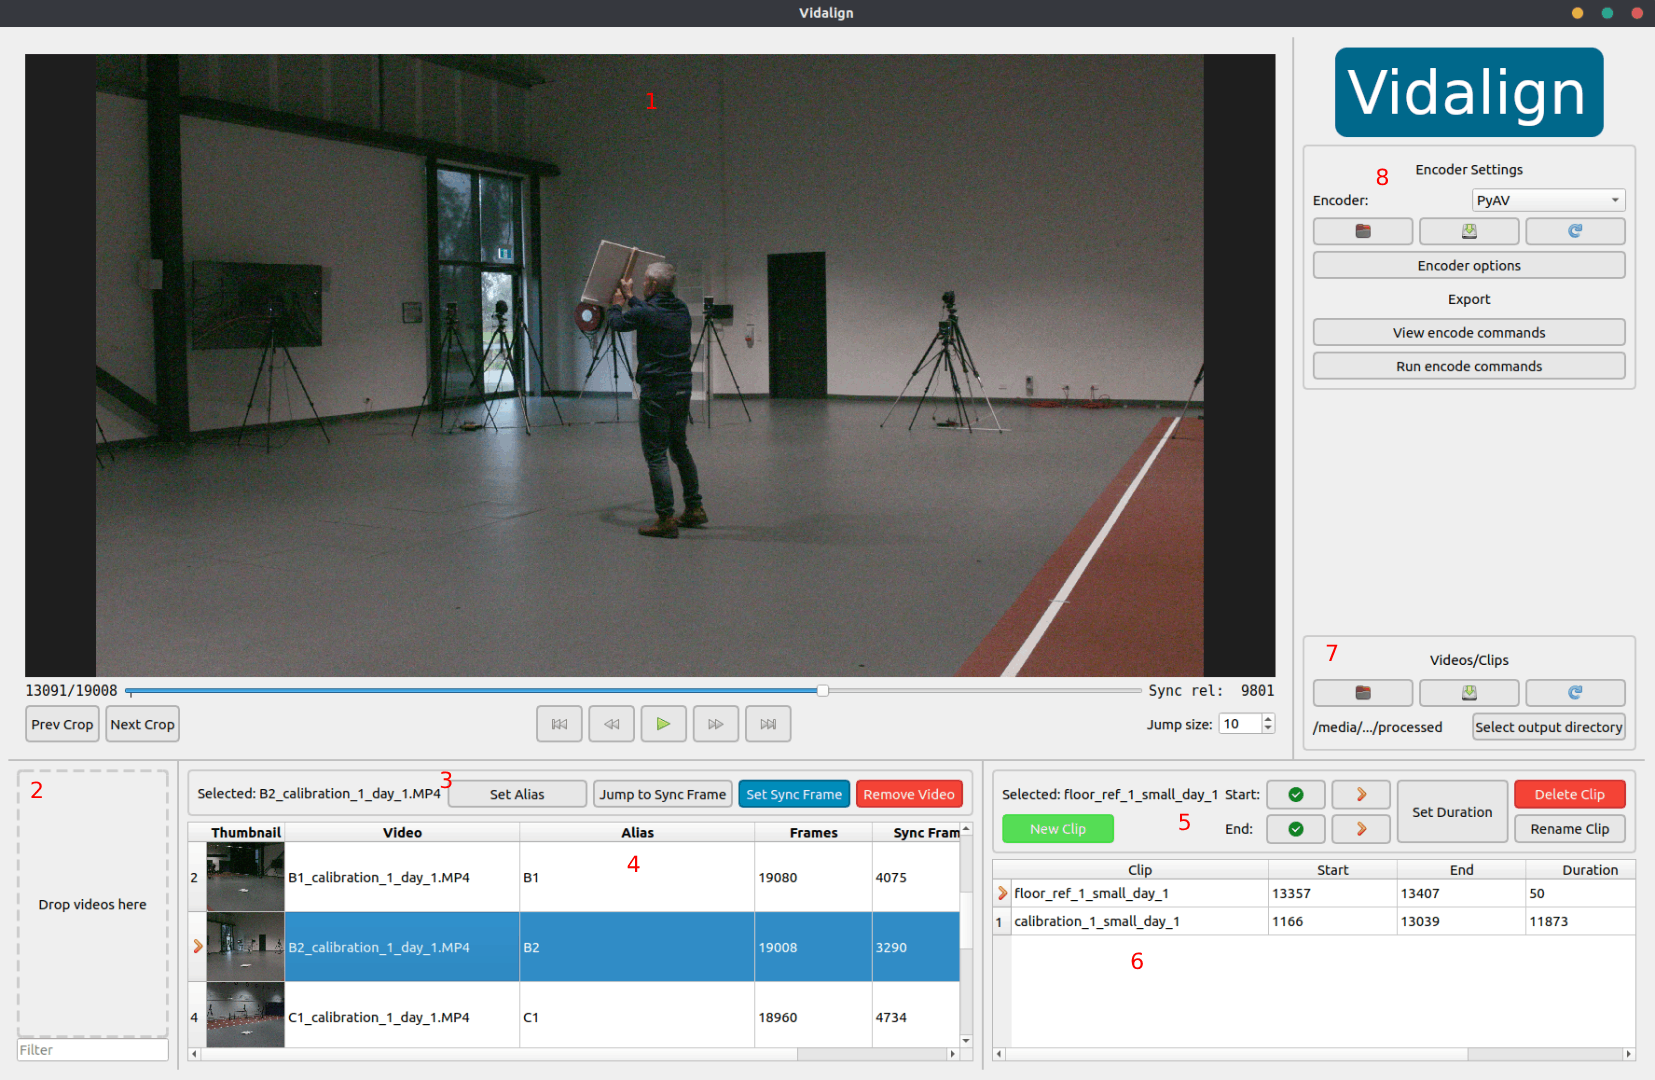 Vidalign
1
Vidalign
8
Encoder Settings
Encoder: PyAV
Encoder options
Export
View encode commands
Run encode commands
13091/19008
Sync rel: 9801
Prev Crop Next Crop
Jump size: 10
7
Videos/Clips
/media/.../processed Select output directory
2
Drop videos here
Filter
3
Selected: B2_calibration_1_day_1.MP4 Set Alias Jump to Sync Frame Set Sync Frame Remove Video
Thumbnail Video Alias Frames Sync Fram
4
2 B1_calibration_1_day_1.MP4 B1 19080 4075
B2_calibration_1_day_1.MP4 B2 19008 3290
4 C1_calibration_1_day_1.MP4 C1 18960 4734
Selected: floor_ref_1_small_day_1 Start: Set Duration Delete Clip
New Clip 5 End: Rename Clip
Clip Start End Duration
floor_ref_1_small_day_1 13357 13407 50
1 calibration_1_small_day_1 1166 13039 11873
6